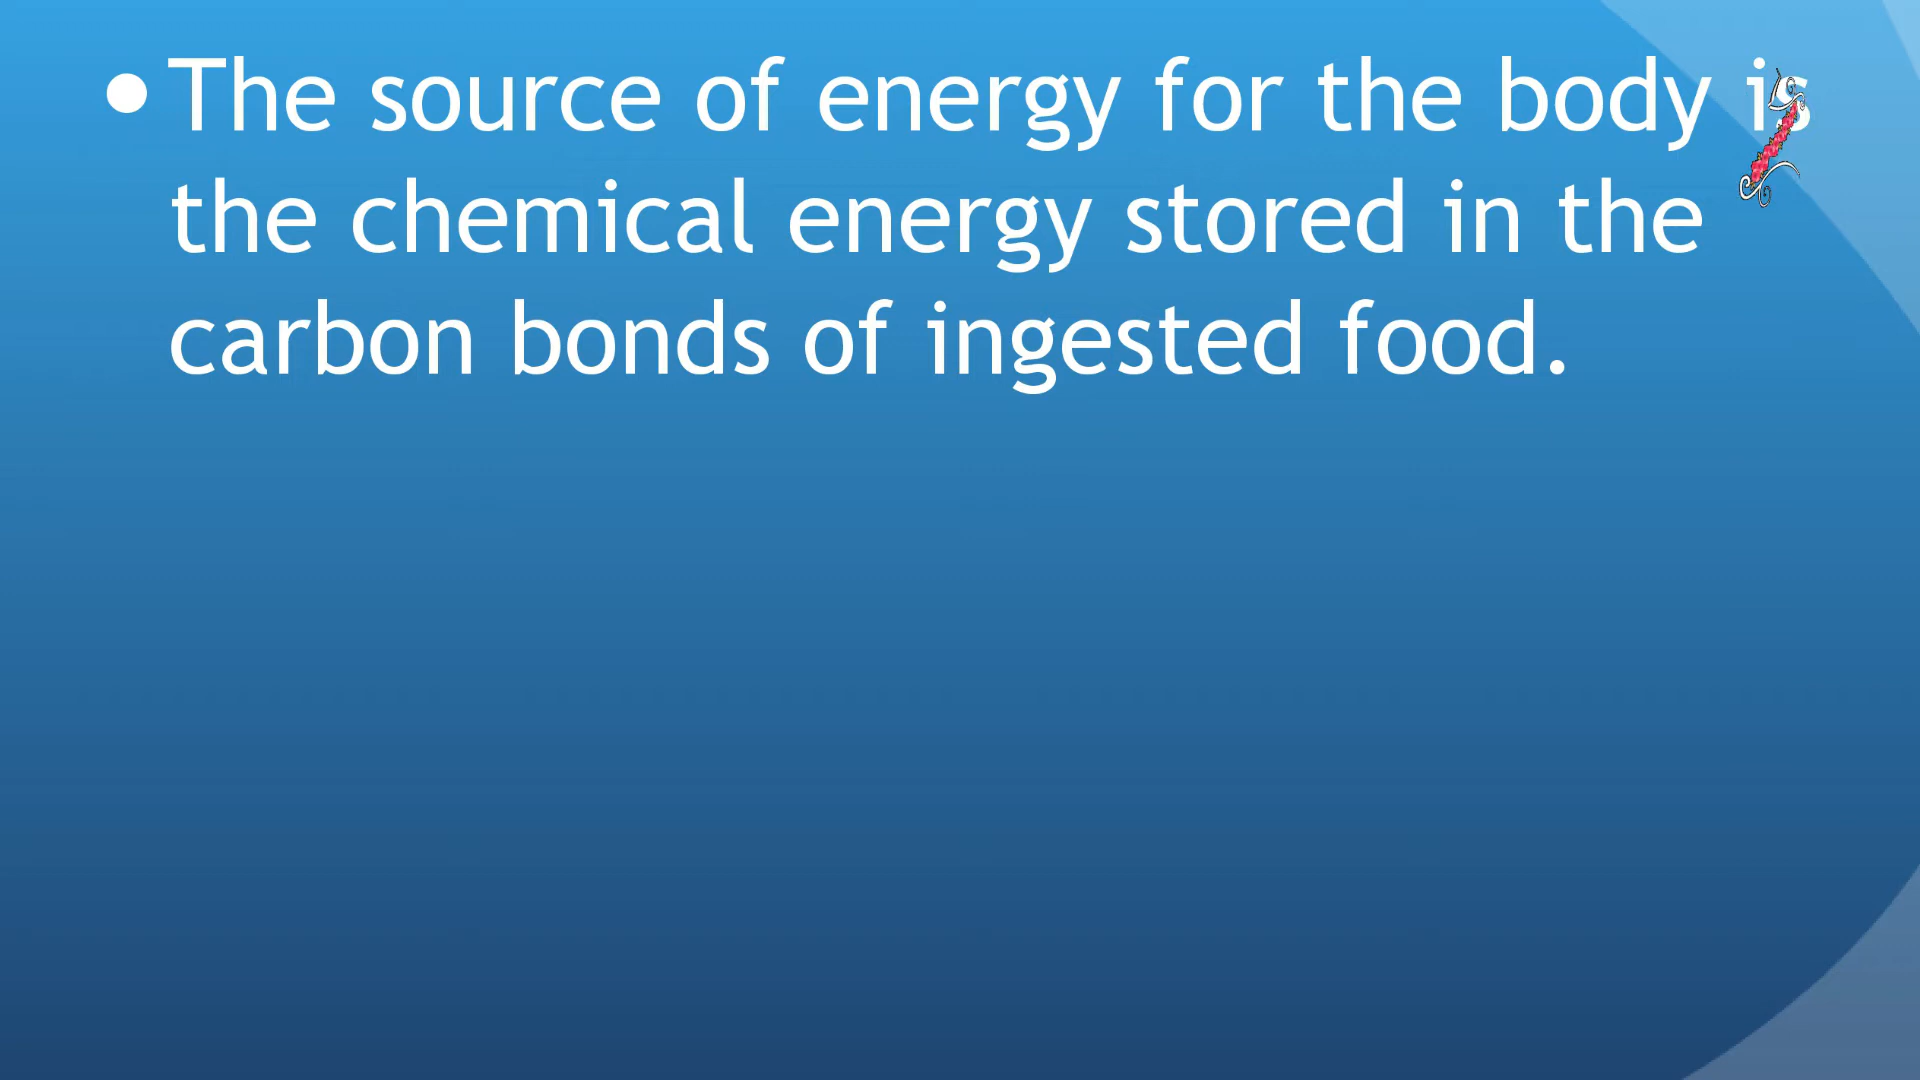 • The source of energy for the body is
the chemical energy stored in the
carbon bonds of ingested food.